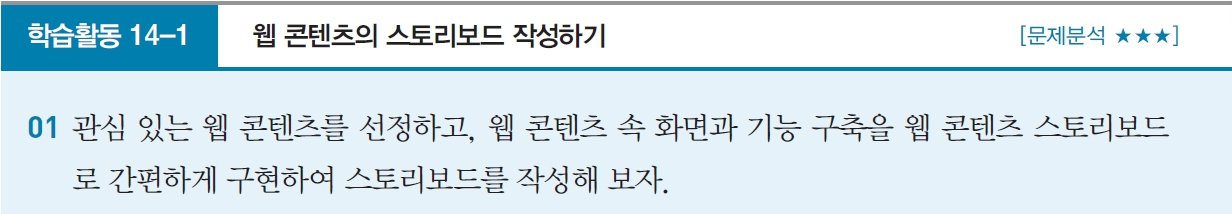 학습활동 14-1 웹 콘텐츠의 스토리보드 작성하기 [문제분석 ★★★]
01 관심 있는 웹 콘텐츠를 선정하고, 웹 콘텐츠 속 화면과 기능 구축을 웹 콘텐츠 스토리보드
로 간편하게 구현하여 스토리보드를 작성해 보자.